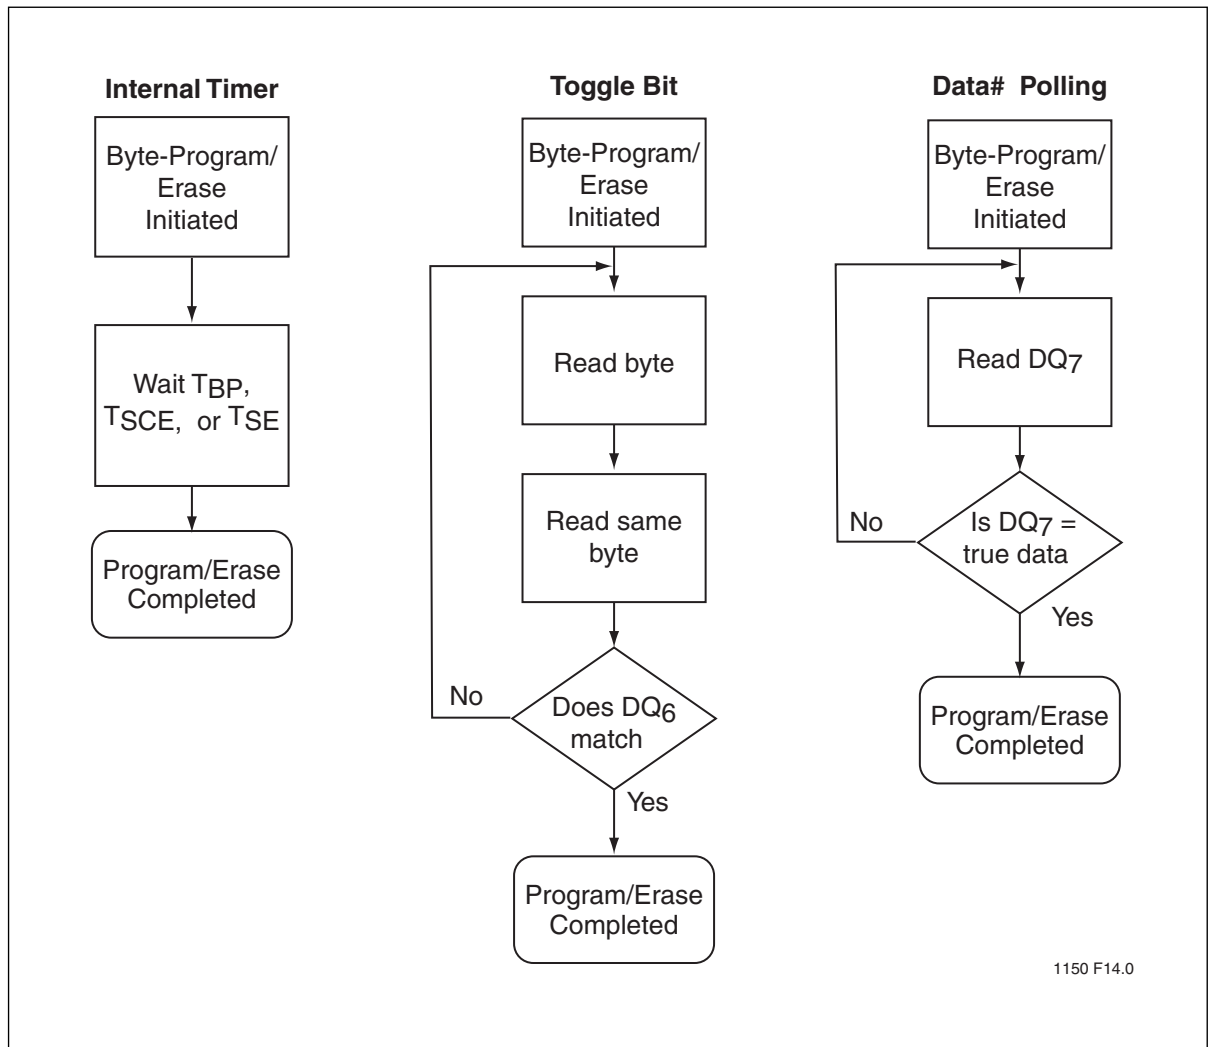 Internal Timer
Byte-Program/
Erase
Initiated
Wait TBP,
TSCE, or TSE
Program/Erase
Completed
Toggle Bit
Byte-Program/
Erase
Initiated
Read byte
Read same
byte
Does DQ6
match
No
Yes
Program/Erase
Completed
Data# Polling
Byte-Program/
Erase
Initiated
Read DQ7
Is DQ7 =
true data
No
Yes
Program/Erase
Completed
1150 F14.0